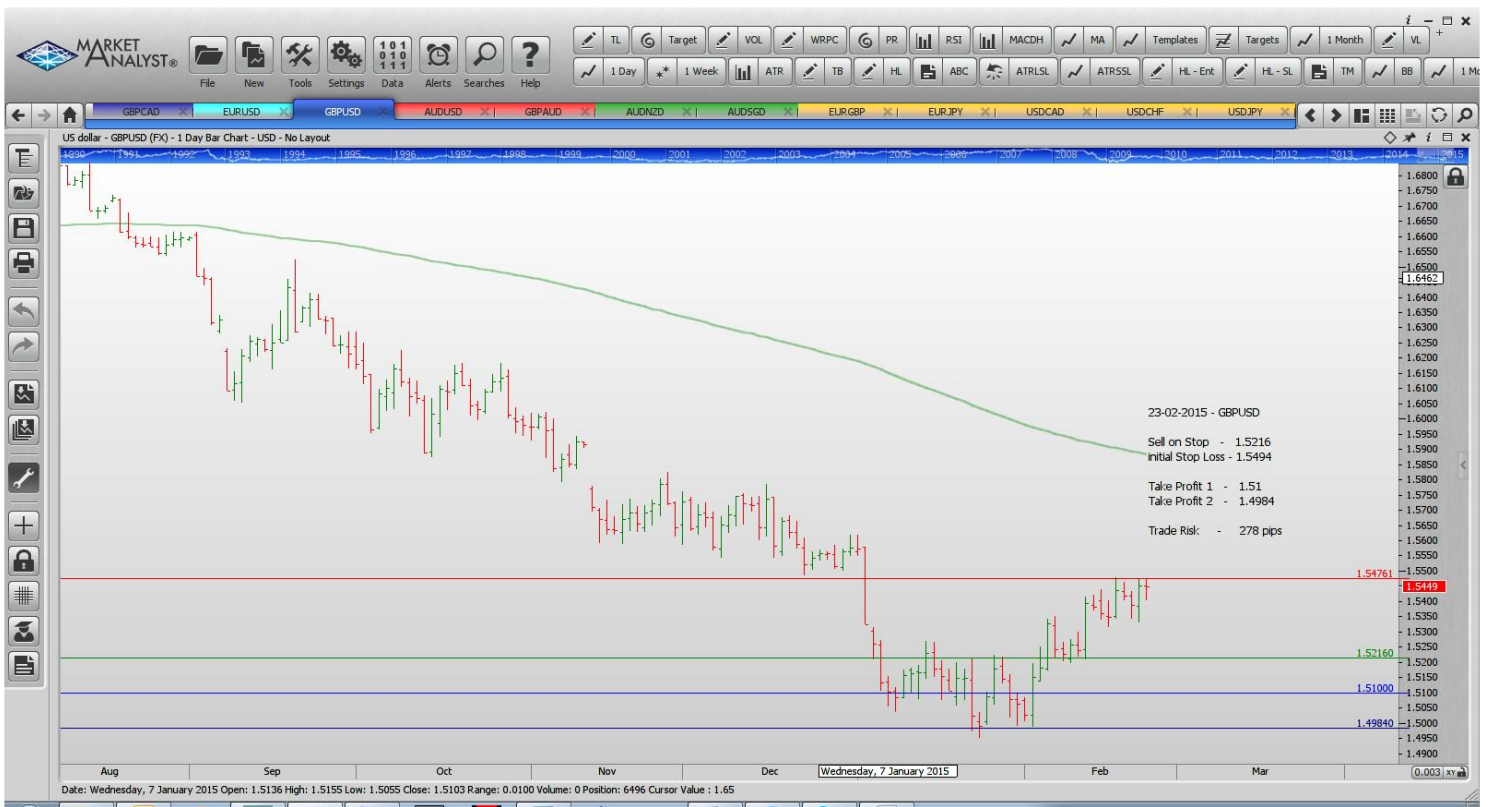 MARKET
ANALYST®
File
New
Tools
Settings
Data
Alerts
Searches
Help
TL
Target
VOL
WRPC
PR
RSI
MACDH
MA
Templates
Targets
1 Month
VL
1 Day
1 Week
ATR
TB
HL
ABC
ATRLSL
ATRSSL
HL - Ent
HL - SL
TM
BB
GBPCAD
EURUSD
GBPUSD
AUDUSD
GBPAUD
AUDNZD
AUDSGD
EURGBP
EURJPY
USDCAD
USDCHF
USDJPY
US dollar - GBPUSD (FX) - 1 Day Bar Chart - USD - No Layout
1990 1991 1992 1993 1994 1995 1996 1997 1998 1999 2000 2001 2002 2003 2004 2005 2006 2007 2008 2009 2010 2011 2012 2013 2014 2015
1.6800
1.6750
1.6700
1.6650
1.6600
1.6550
1.6500
1.6462
1.6400
1.6350
1.6300
1.6250
1.6200
1.6150
1.6100
1.6050
1.6000
1.5950
1.5900
1.5850
1.5800
1.5750
1.5700
1.5650
1.5600
1.5550
1.5500
1.5449
1.5400
1.5350
1.5300
1.5250
1.5200
1.5150
1.5100
1.5050
1.5000
1.4950
1.4900
23-02-2015 - GBPUSD
Sell on Stop - 1.5216
initial Stop Loss - 1.5494
Take Profit 1 - 1.51
Take Profit 2 - 1.4984
Trade Risk - 278 pips
1.54761
1.52160
1.51000
1.49840
Aug Sep Oct Nov Dec Wednesday, 7 January 2015 Feb Mar
0.003 XY
Date: Wednesday, 7 January 2015 Open: 1.5136 High: 1.5155 Low: 1.5055 Close: 1.5103 Range: 0.0100 Volume: 0 Position: 6496 Cursor Value : 1.65